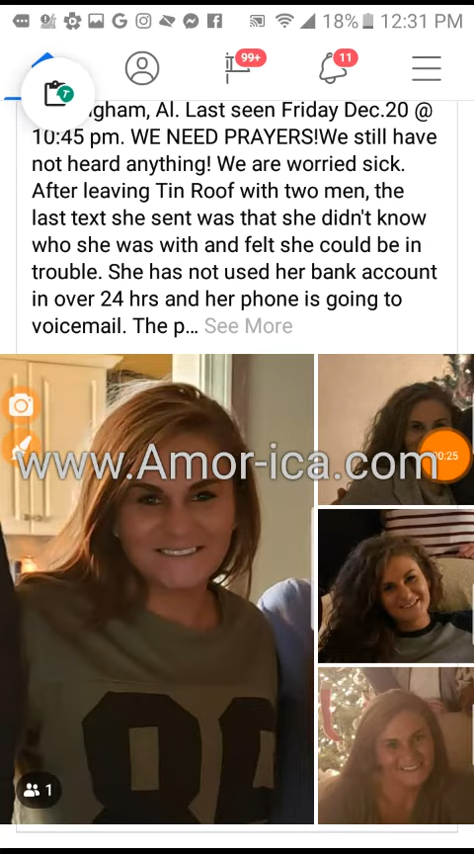 18% 12:31 PM
99+
11
T
gham, Al. Last seen Friday Dec.20 @
10:45 pm. WE NEED PRAYERS!We still have
not heard anything! We are worried sick.
After leaving Tin Roof with two men, the
last text she sent was that she didn't know
who she was with and felt she could be in
trouble. She has not used her bank account
in over 24 hrs and her phone is going to
voicemail. The p... See More
www.Amor-ica.com
00:25
1